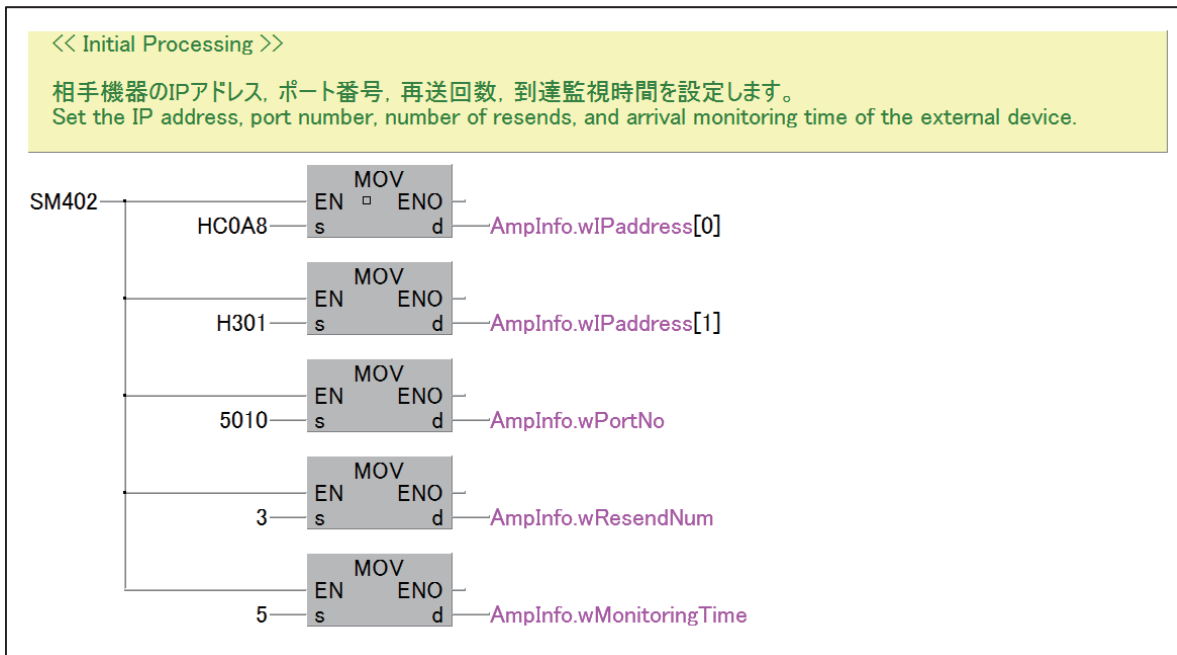 << Initial Processing >>
相手機器のIPアドレス, ポート番号, 再送回数, 到達監視時間を設定します。
Set the IP address, port number, number of resends, and arrival monitoring time of the external device.
MOV
SM402 EN ENO
HC0A8 s d AmpInfo.wIPaddress[0]
MOV
EN ENO
H301 s d AmpInfo.wIPaddress[1]
MOV
EN ENO
5010 s d AmpInfo.wPortNo
MOV
EN ENO
3 s d AmpInfo.wResendNum
MOV
EN ENO
5 s d AmpInfo.wMonitoringTime